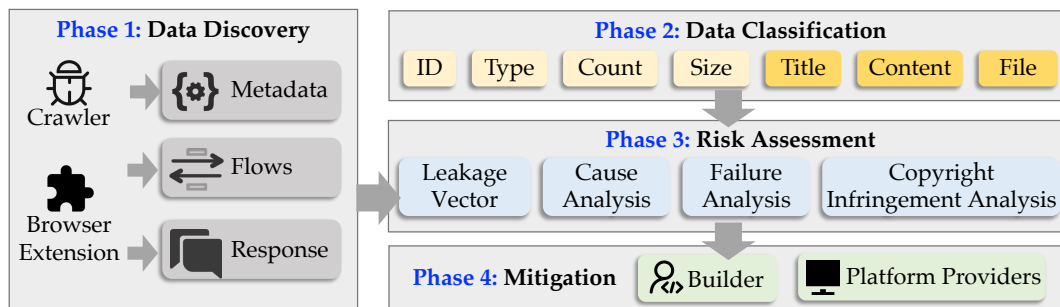 Phase 1: Data Discovery
Crawler
Metadata
Flows
Browser
Extension
Response
Phase 2: Data Classification
ID Type Count Size Title Content File
Phase 3: Risk Assessment
Leakage
Vector
Cause
Analysis
Failure
Analysis
Copyright
Infringement Analysis
Phase 4: Mitigation
Builder
Platform Providers